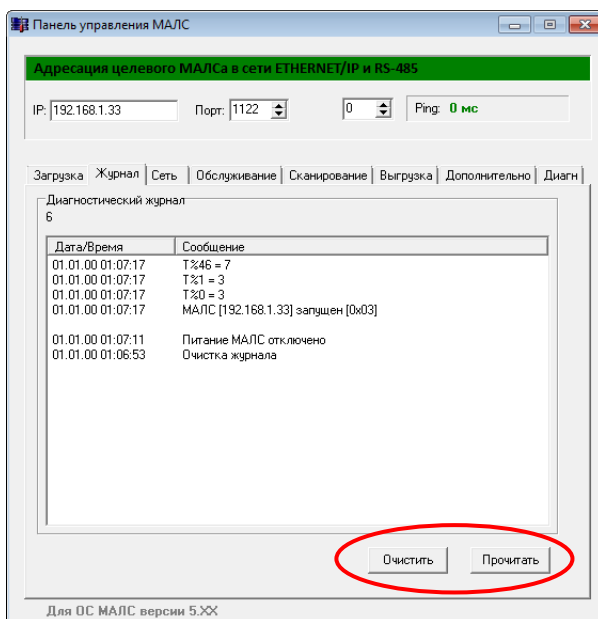 Панель управления МАЛС
Адресация целевого МАЛСа в сети ETHERNET/IP и RS-485
IP: 192.168.1.33 Порт: 1122 0 Ping: 0 мс
Загрузка Журнал Сеть Обслуживание Сканирование Выгрузка Дополнительно Диагн
Диагностический журнал
6
Дата/Время Сообщение
01.01.00 01:07:17 T%46 = 7
01.01.00 01:07:17 T%1 = 3
01.01.00 01:07:17 T%0 = 3
01.01.00 01:07:17 МАЛС [192.168.1.33] запущен [0x03]
01.01.00 01:07:11 Питание МАЛС отключено
01.01.00 01:06:53 Очистка журнала
Очистить Прочитать
Для ОС МАЛС версии 5.XX